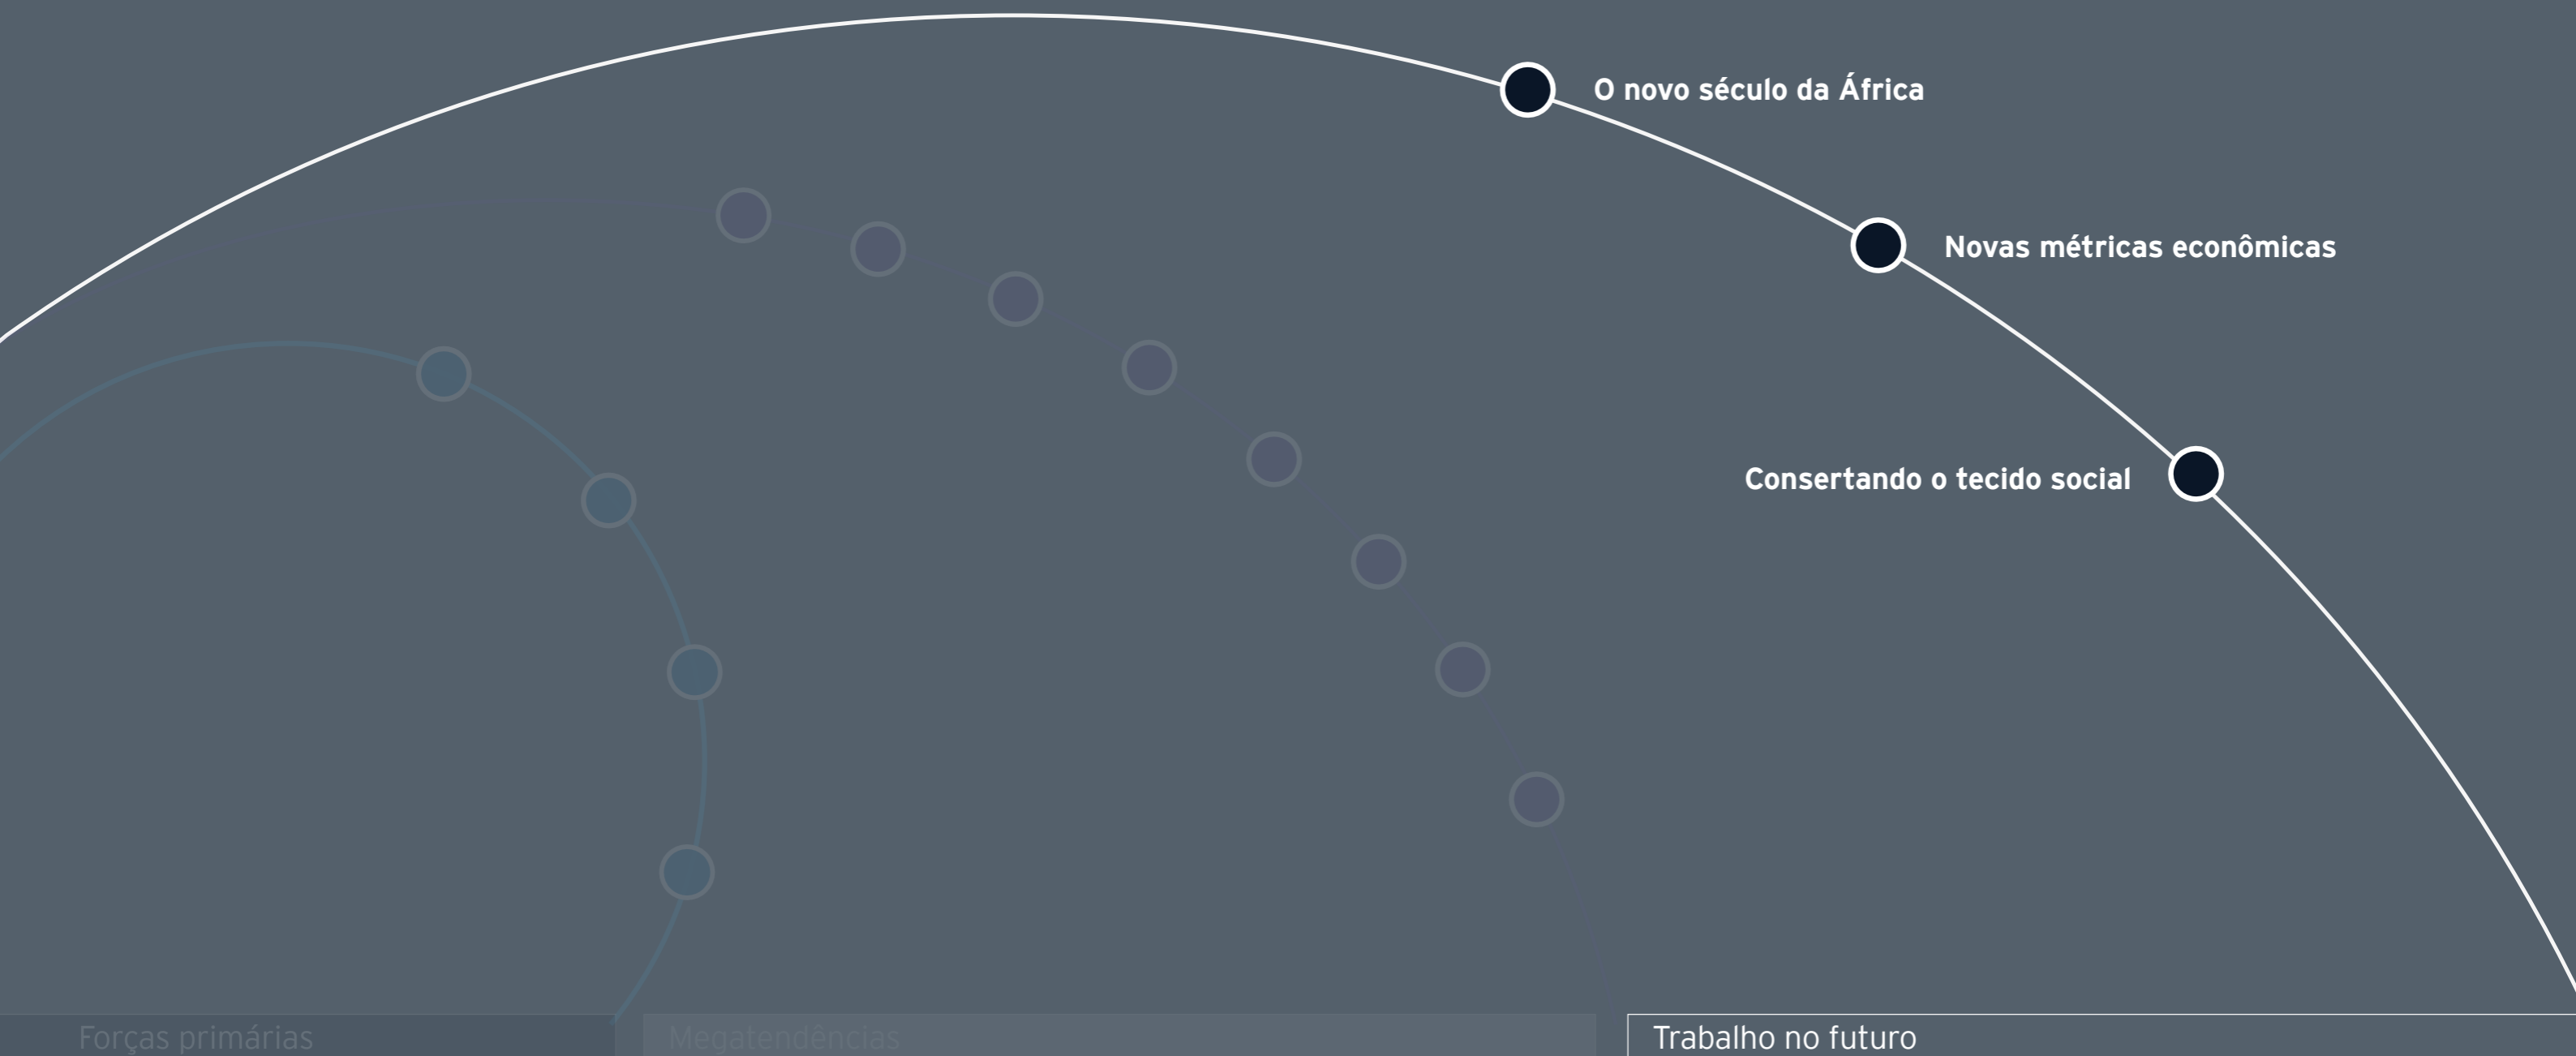 O novo século da África
Novas métricas econômicas
Consertando o tecido social
Forças primárias
Megatendências
Trabalho no futuro